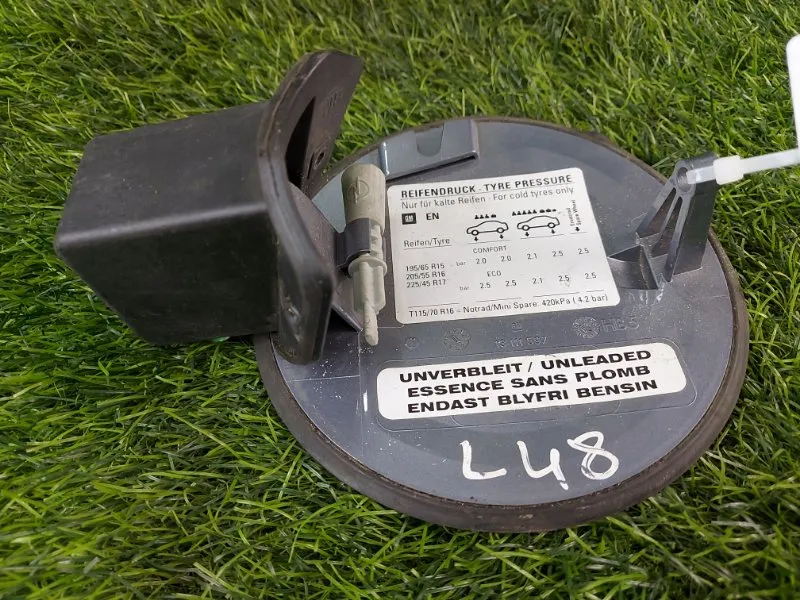 REIFENDRUCK - TYRE PRESSURE
Nur für kalte Reifen - For cold tyres only
GM EN
Reifen/Tyre
COMFORT
195/65 R15 bar 2.0 2.0 2.1 2.5 2.5
205/55 R16 ECO
225/45 R17 bar 2.5 2.5 2.1 2.5 2.5
T115/70 R16 = Notrad/Mini Spare: 420kPa (4.2 bar)
UNVERBLEIT / UNLEADED
ESSENCE SANS PLOMB
ENDAST BLYFRI BENSIN
L48